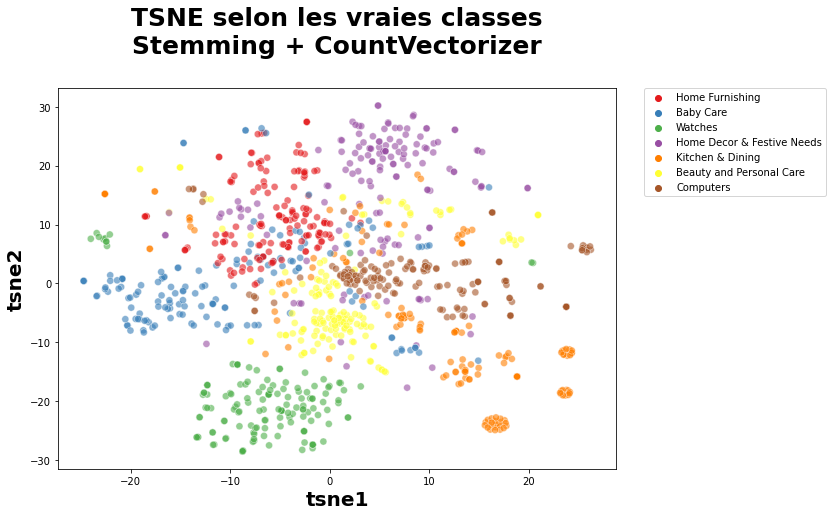 TSNE selon les vraies classes
Stemming + CountVectorizer
Home Furnishing
Baby Care
Watches
Home Decor & Festive Needs
Kitchen & Dining
Beauty and Personal Care
Computers
30
20
10
0
−10
−20
−30
tsne2
−20
−10
0
10
20
tsne1